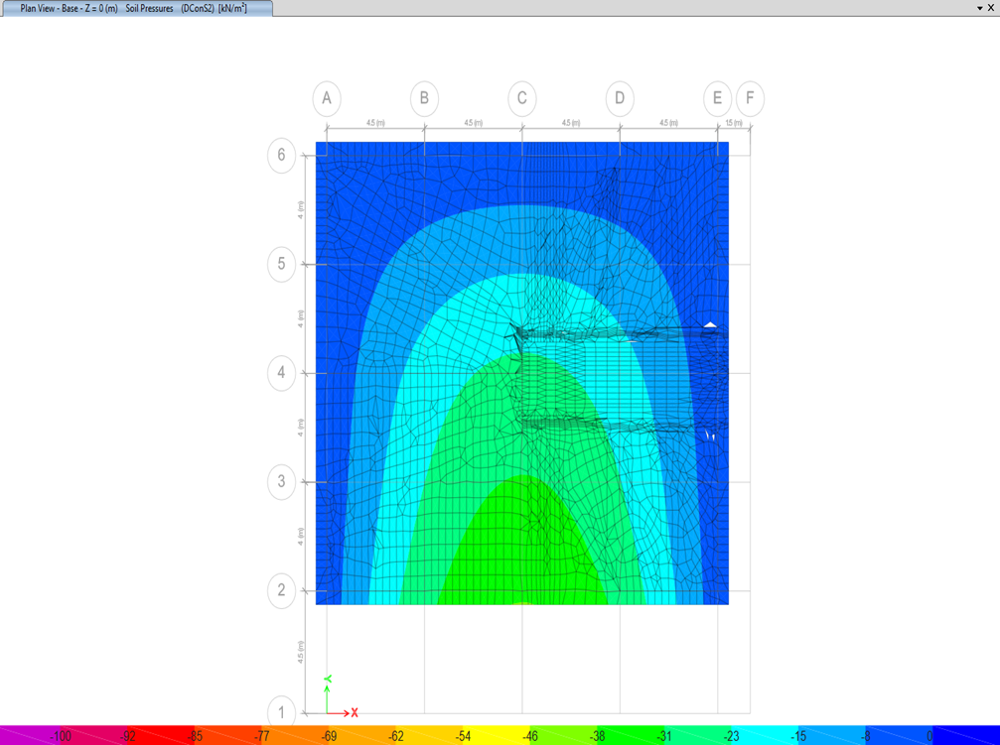 Plan View - Base - Z = 0 (m) Soil Pressures (DConS2) [kN/m²]
A B C D E F
4.5 (m) 4.5 (m) 4.5 (m) 4.5 (m) 1.5 (m)
6
4 (m)
5
4 (m)
4
4 (m)
3
4 (m)
2
4.5 (m)
Y
X
1
-100 -92 -85 -77 -69 -62 -54 -46 -38 -31 -23 -15 -8 0